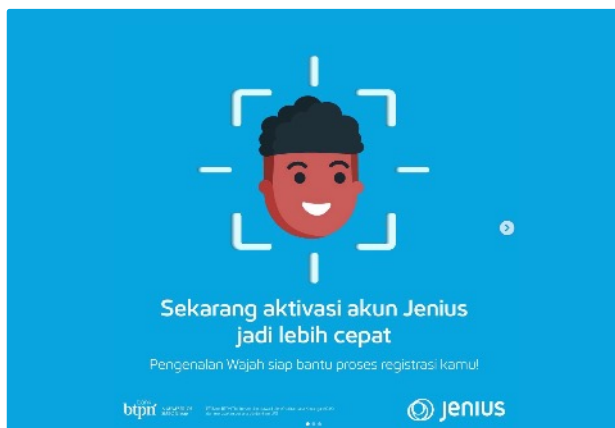 Sekarang aktivasi akun Jenius
jadi lebih cepat
Pengenalan Wajah siap bantu proses registrasi kamu!
btpn
jenius